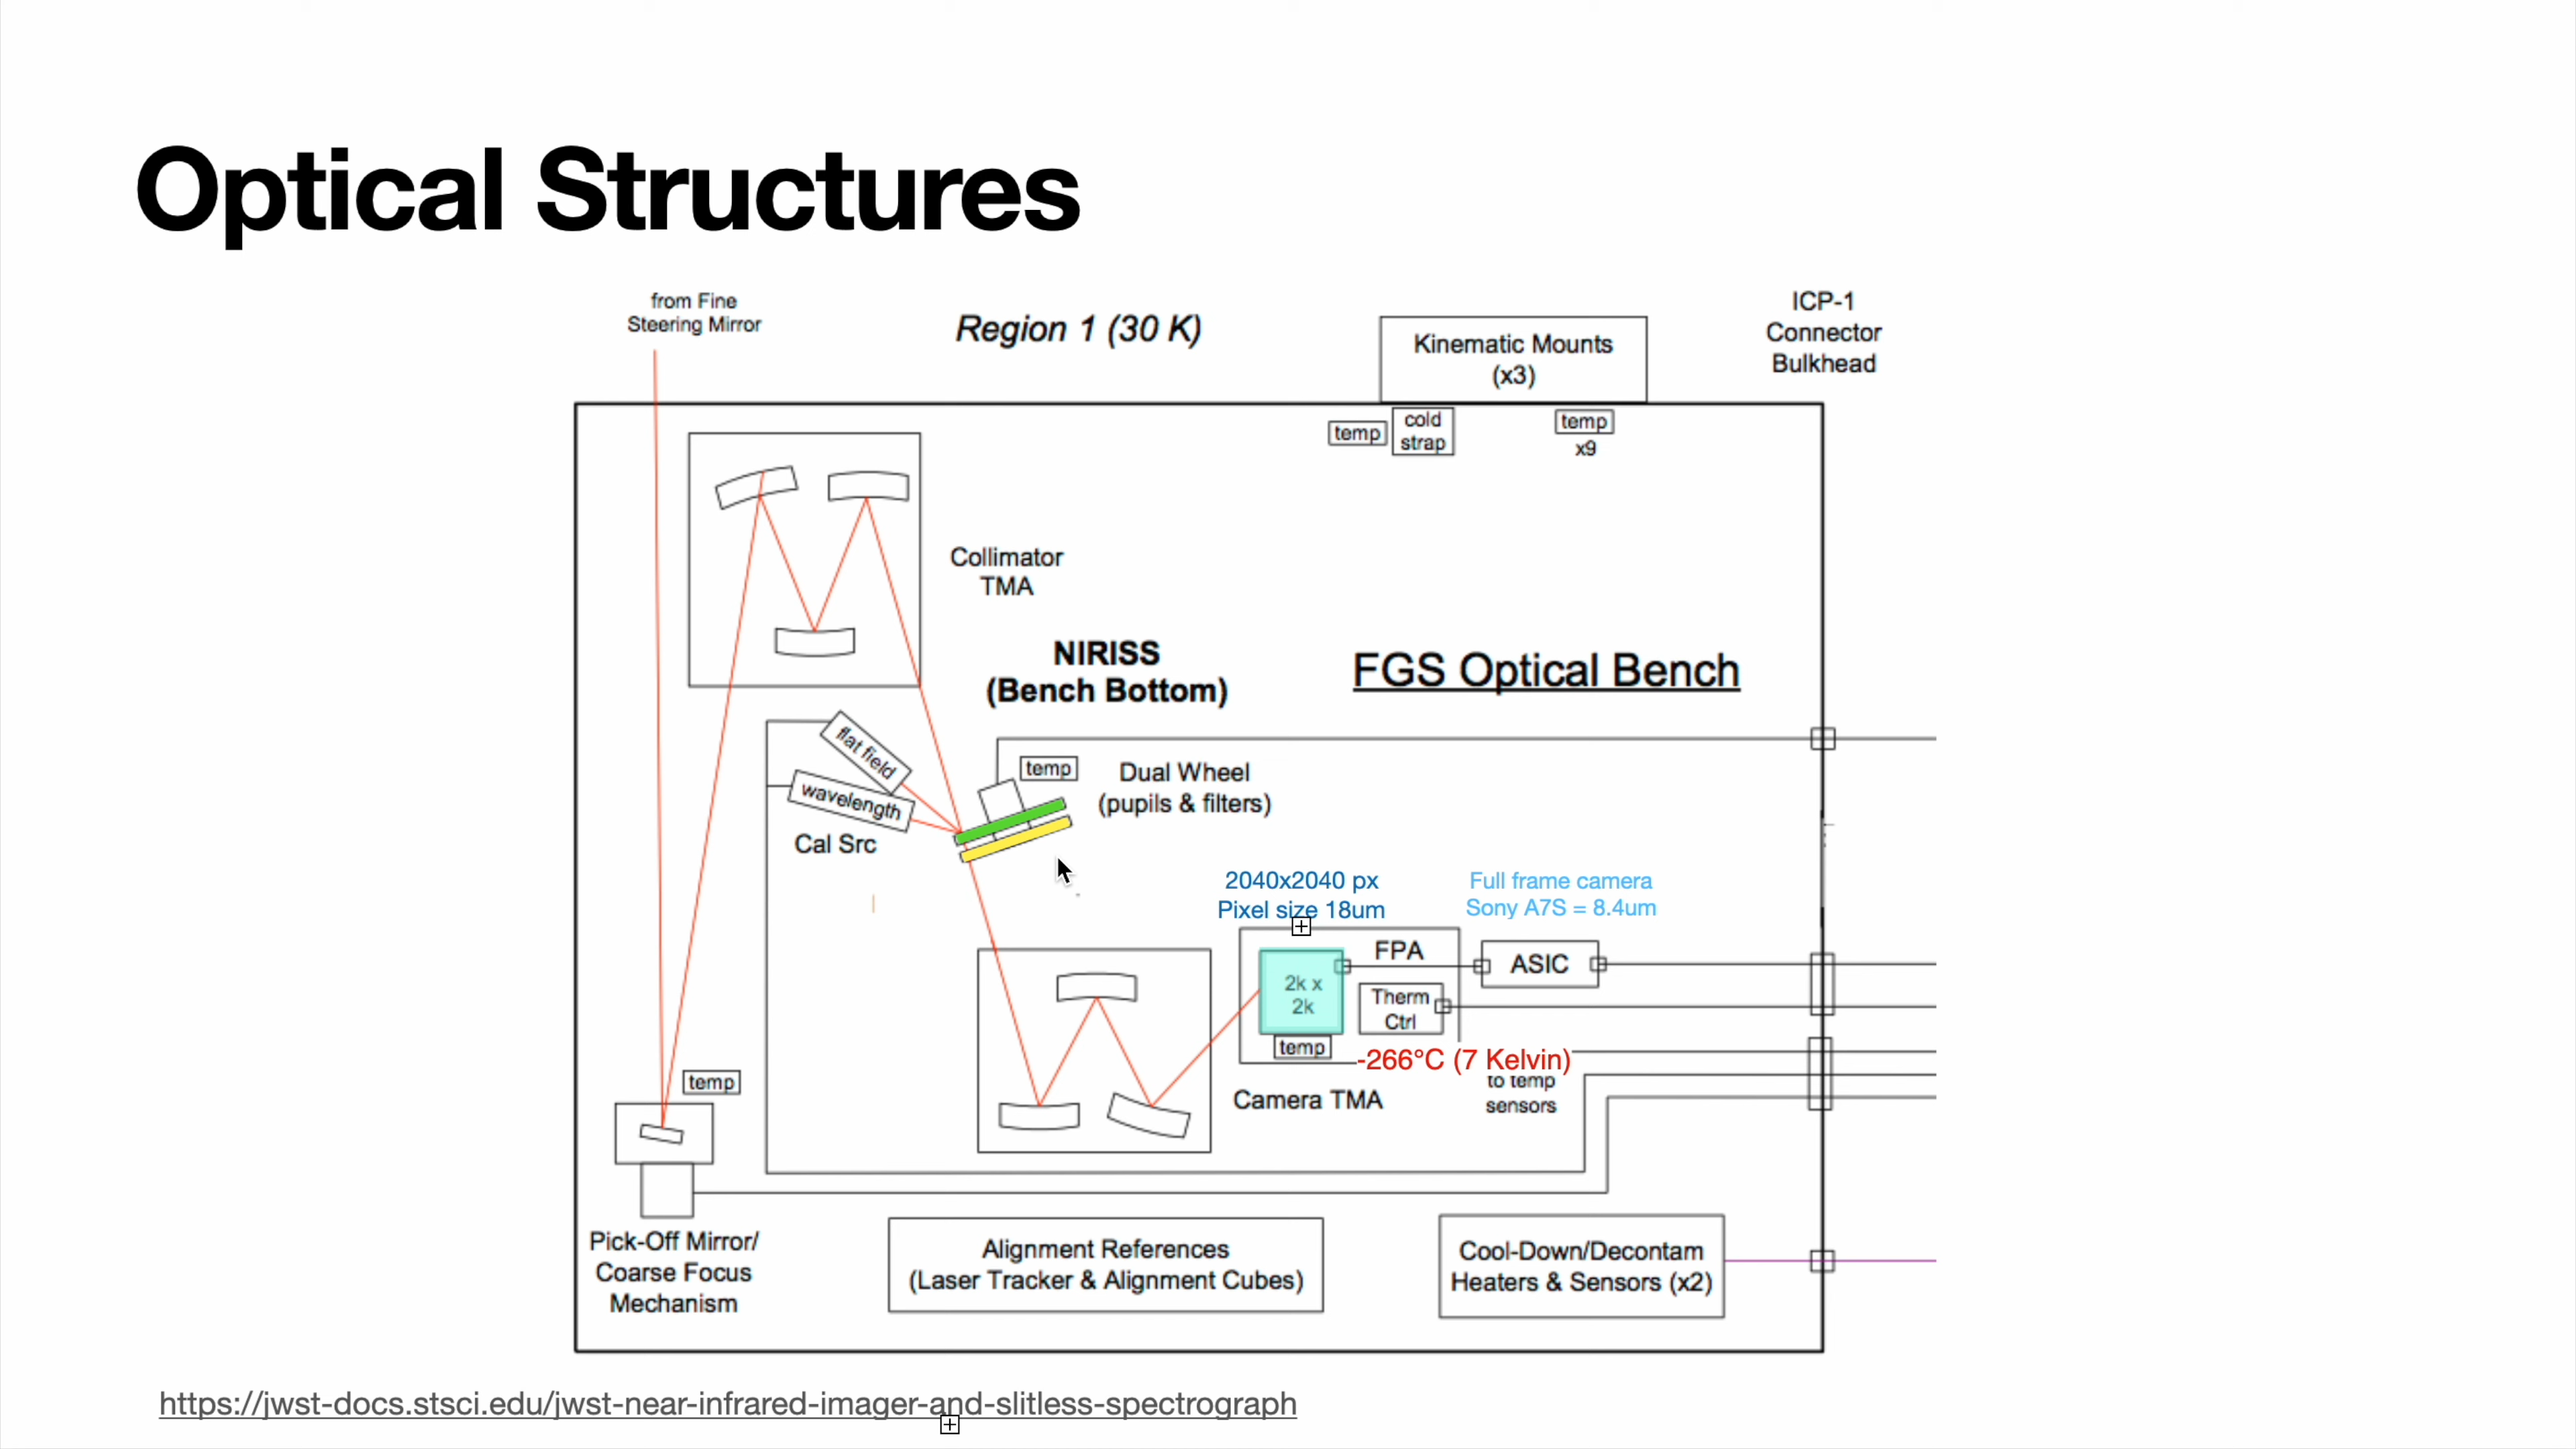 Optical Structures
from Fine
Steering Mirror
Region 1 (30 K)
Kinematic Mounts
(x3)
ICP-1
Connector
Bulkhead
temp
cold
strap
temp
x9
Collimator
TMA
NIRISS
(Bench Bottom)
FGS Optical Bench
flat field
wavelength
Cal Src
temp
Dual Wheel
(pupils & filters)
2040x2040 px
Pixel size 18um
Full frame camera
Sony A7S = 8.4um
2k x
2k
FPA
ASIC
Therm
Ctrl
temp
-266°C (7 Kelvin)
to temp
sensors
Camera TMA
temp
Pick-Off Mirror/
Coarse Focus
Mechanism
Alignment References
(Laser Tracker & Alignment Cubes)
Cool-Down/Decontam
Heaters & Sensors (x2)
https://jwst-docs.stsci.edu/jwst-near-infrared-imager-and-slitless-spectrograph